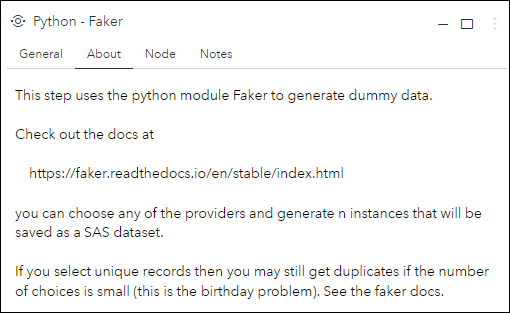 Python - Faker
General About Node Notes
This step uses the python module Faker to generate dummy data.
Check out the docs at
https://faker.readthedocs.io/en/stable/index.html
you can choose any of the providers and generate n instances that will be
saved as a SAS dataset.
If you select unique records then you may still get duplicates if the number
of choices is small (this is the birthday problem). See the faker docs.